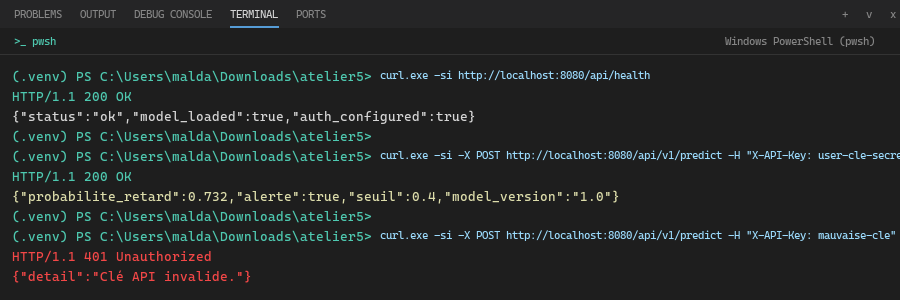 PROBLEMS OUTPUT DEBUG CONSOLE TERMINAL PORTS + v x
>_ pwsh Windows PowerShell (pwsh)
(.venv) PS C:\Users\malda\Downloads\atelier5> curl.exe -si http://localhost:8080/api/health
HTTP/1.1 200 OK
{"status":"ok","model_loaded":true,"auth_configured":true}
(.venv) PS C:\Users\malda\Downloads\atelier5>
(.venv) PS C:\Users\malda\Downloads\atelier5> curl.exe -si -X POST http://localhost:8080/api/v1/predict -H "X-API-Key: user-cle-secre
HTTP/1.1 200 OK
{"probabilite_retard":0.732,"alerte":true,"seuil":0.4,"model_version":"1.0"}
(.venv) PS C:\Users\malda\Downloads\atelier5>
(.venv) PS C:\Users\malda\Downloads\atelier5> curl.exe -si -X POST http://localhost:8080/api/v1/predict -H "X-API-Key: mauvaise-cle"
HTTP/1.1 401 Unauthorized
{"detail":"Clé API invalide."}